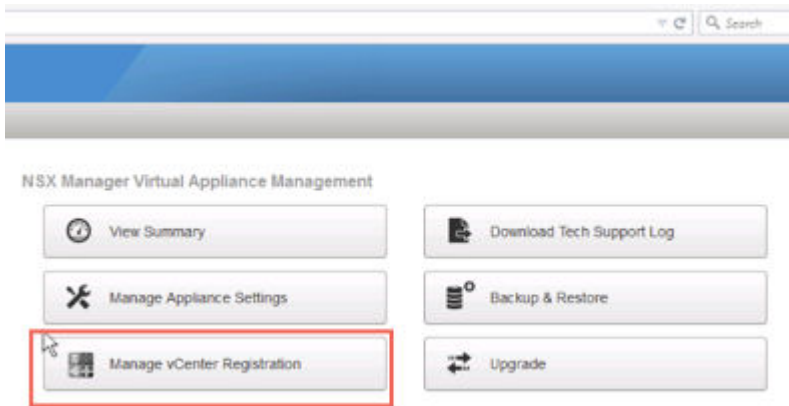 Search
NSX Manager Virtual Appliance Management
View Summary
Download Tech Support Log
Manage Appliance Settings
Backup & Restore
Manage vCenter Registration
Upgrade